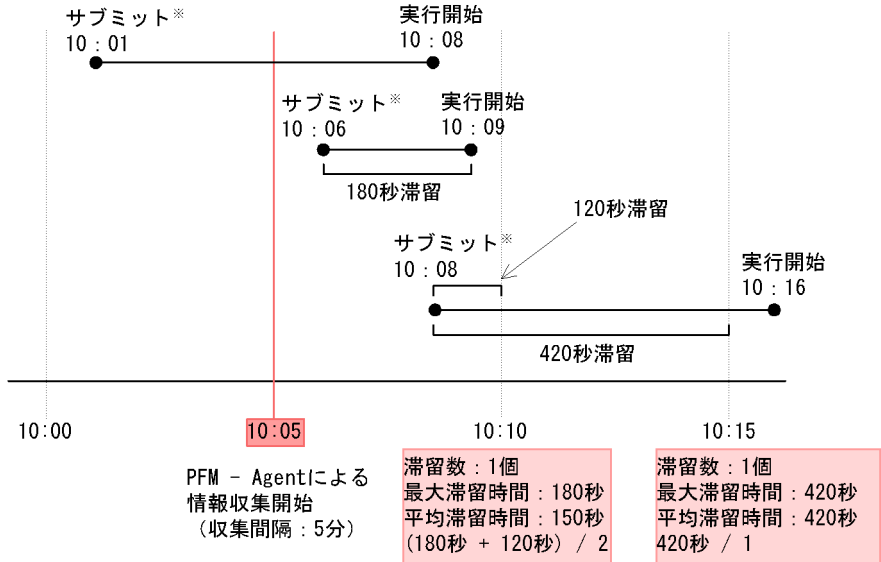 サブミット※
10：01
実行開始
10：08
サブミット※
10：06
実行開始
10：09
180秒滞留
120秒滞留
サブミット※
10：08
実行開始
10：16
420秒滞留
10:00
10:05
10:10
10:15
PFM - Agentによる
情報収集開始
（収集間隔：5分）
滞留数：1個
最大滞留時間：180秒
平均滞留時間：150秒
(180秒 + 120秒) / 2
滞留数：1個
最大滞留時間：420秒
平均滞留時間：420秒
420秒 / 1